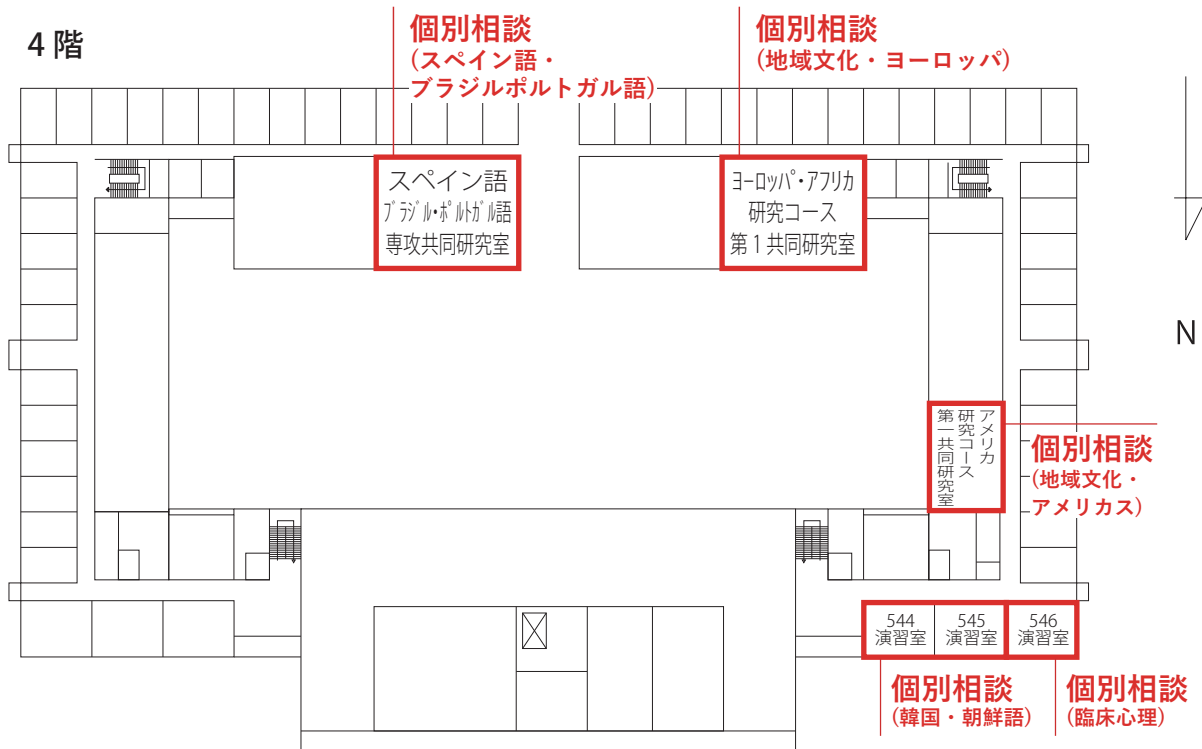 4階
個別相談
(スペイン語・
ブラジルポルトガル語)
個別相談
(地域文化・ヨーロッパ)
スペイン語
ブラジル・ポルトガル語
専攻共同研究室
ヨーロッパ・アフリカ
研究コース
第1共同研究室
N
アメリカ
研究コース
第一共同研究室
個別相談
(地域文化・
アメリカス)
544
演習室
545
演習室
546
演習室
個別相談
(韓国・朝鮮語)
個別相談
(臨床心理)